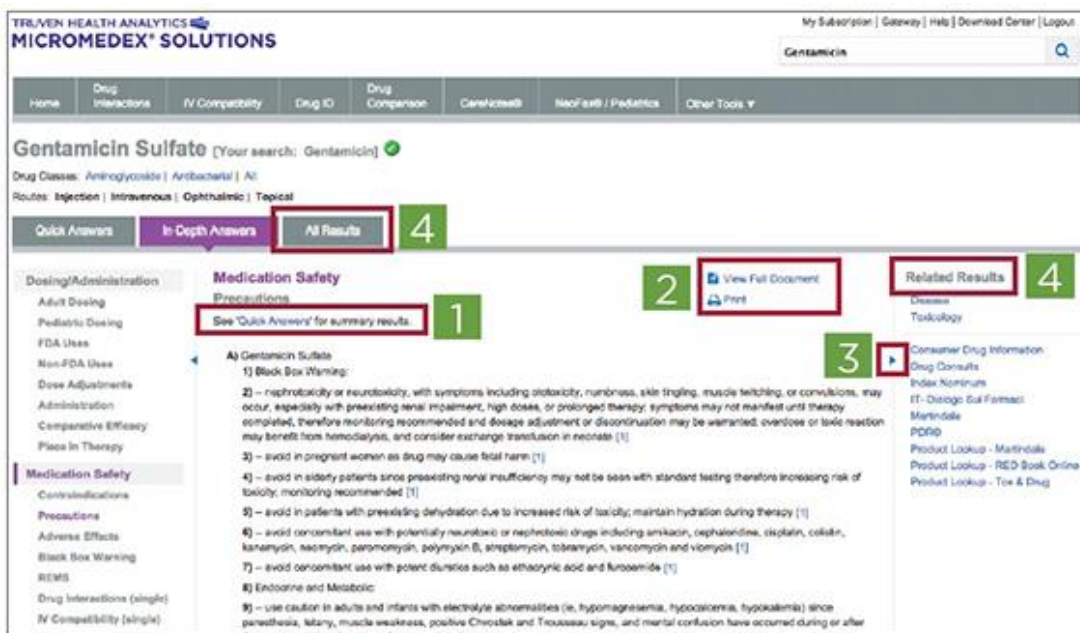 TRUVEN HEALTH ANALYTICS
MICROMEDEX® SOLUTIONS
My Subscription | Gateway | Help | Download Center | Logout
Gentamicin
Home
Drug Interactions
IV Compatibility
Drug ID
Drug Comparison
CareNotes®
NeoFax® / Pediatrics
Other Tools
Gentamicin Sulfate [Your search: Gentamicin]
Drug Classes: Aminoglycoside | Antibacterial | All
Routes: Injection | Intravenous | Ophthalmic | Topical
Quick Answers
In-Depth Answers
All Results
4
Dosing/Administration
Adult Dosing
Pediatric Dosing
FDA Uses
Non-FDA Uses
Dose Adjustments
Administration
Comparative Efficacy
Place In Therapy
Medication Safety
Contraindications
Precautions
Adverse Effects
Black Box Warning
REMS
Drug Interactions (single)
IV Compatibility (single)
Medication Safety
Precautions
See 'Quick Answers' for summary results.
1
2
View Full Document
Print
A) Gentamicin Sulfate
1) Black Box Warning:
2) -- nephrotoxicity or neurotoxicity, with symptoms including ototoxicity, numbness, skin tingling, muscle twitching, or convulsions, may
occur, especially with preexisting renal impairment, high doses, or prolonged therapy; symptoms may not manifest until therapy
completed, therefore monitoring recommended and dosage adjustment or discontinuation may be warranted; overdose or toxic reaction
may benefit from hemodialysis, and consider exchange transfusion in neonate [1]
3) -- avoid in pregnant women as drug may cause fetal harm [1]
4) -- avoid in elderly patients since preexisting renal insufficiency may not be seen with standard testing therefore increasing risk of
toxicity; monitoring recommended [1]
5) -- avoid in patients with preexisting dehydration due to increased risk of toxicity; maintain hydration during therapy [1]
6) -- avoid concomitant use with potentially neurotoxic or nephrotoxic drugs including amikacin, cephaloridine, cisplatin, colistin,
kanamycin, neomycin, paromomycin, polymyxin B, streptomycin, tobramycin, vancomycin and viomycin [1]
7) -- avoid concomitant use with potent diuretics such as ethacrynic acid and furosemide [1]
8) Endocrine and Metabolic:
9) -- use caution in adults and infants with electrolyte abnormalities (ie, hypomagnesemia, hypocalcemia, hypokalemia) since
paresthesia, tetany, muscle weakness, positive Chvostek and Trousseau signs, and mental confusion have occurred during or after
3
Related Results
4
Disease
Toxicology
Consumer Drug Information
Drug Consults
Index Nominum
IT- Dialogo Sui Farmaci
Martindale
PDR®
Product Lookup - Martindale
Product Lookup - RED Book Online
Product Lookup - Tox & Drug